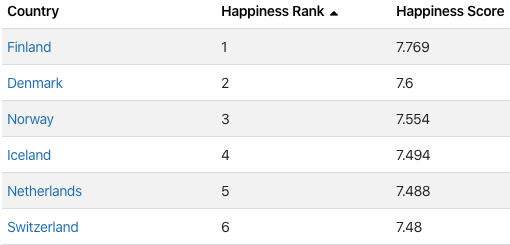 Country Happiness Rank Happiness Score
Finland 1 7.769
Denmark 2 7.6
Norway 3 7.554
Iceland 4 7.494
Netherlands 5 7.488
Switzerland 6 7.48